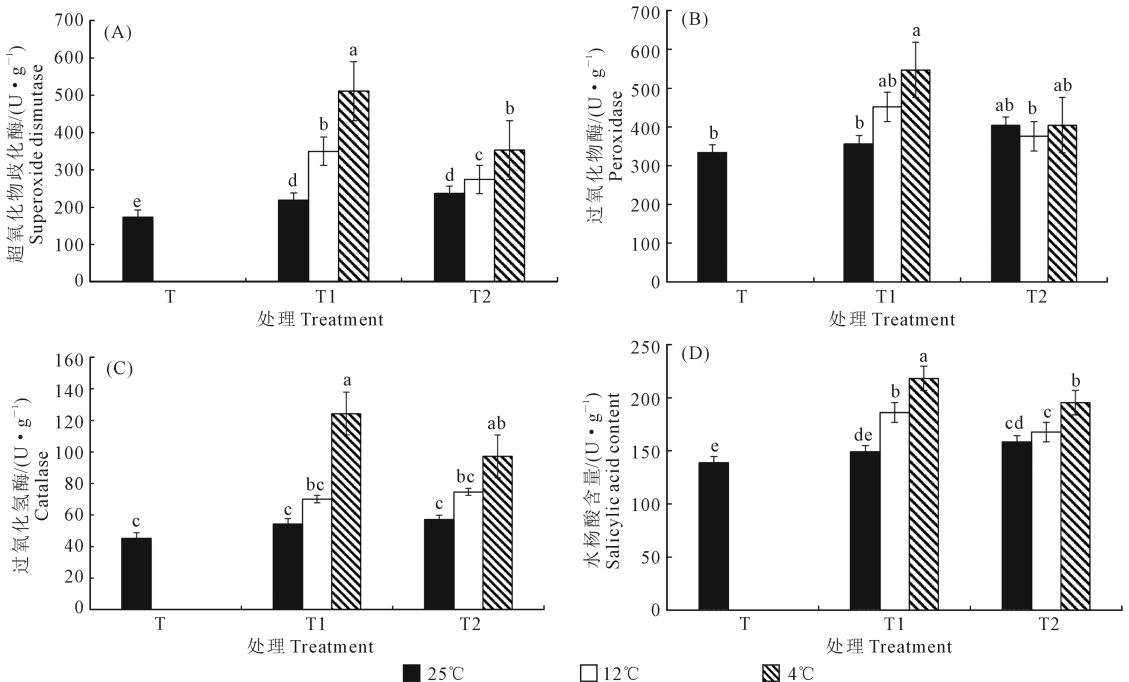 (A)
超氧化物歧化酶/(U·g⁻¹)
Superoxide dismutase
700
600
500
400
300
200
100
0
e
d
b
a
d
c
b
T
T1
T2
处理 Treatment
(B)
过氧化物酶/(U·g⁻¹)
Peroxidase
700
600
500
400
300
200
100
0
b
b
ab
a
ab
b
ab
T
T1
T2
处理 Treatment
(C)
过氧化氢酶/(U·g⁻¹)
Catalase
160
140
120
100
80
60
40
20
0
c
c
bc
a
c
bc
ab
T
T1
T2
处理 Treatment
(D)
水杨酸含量/(U·g⁻¹)
Salicylic acid content
250
200
150
100
50
0
e
de
b
a
cd
c
b
T
T1
T2
处理 Treatment
25℃
12℃
4℃